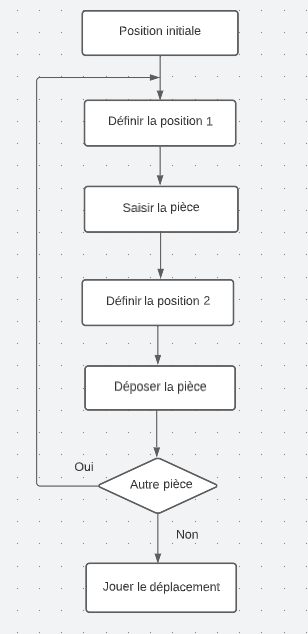 Position initiale
Définir la position 1
Saisir la pièce
Définir la position 2
Déposer la pièce
Autre pièce
Oui
Non
Jouer le déplacement